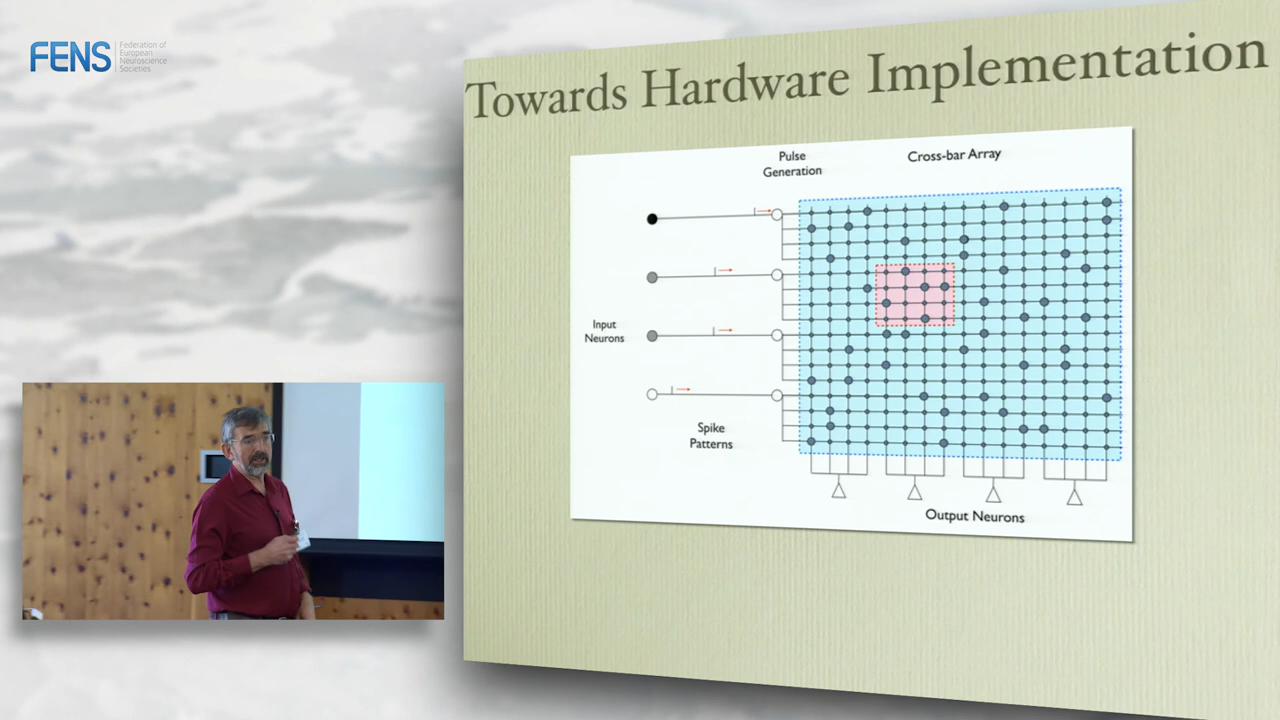 FENS
Federation of
European
Neuroscience
Societies
Towards Hardware Implementation
Pulse
Generation
Cross-bar Array
Input
Neurons
Spike
Patterns
Output Neurons